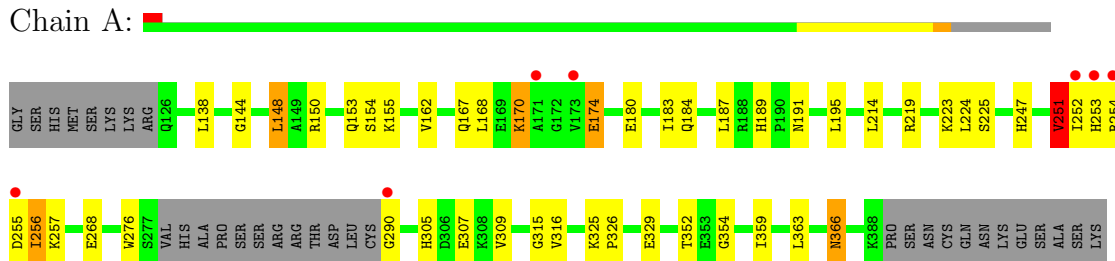 Chain A:
GLY SER HIS MET SER LYS LYS ARG Q126 L138 G144 L148 A149 R150 Q153 S154 K155 V162 Q167 L168 E169 K170 A171 G172 V173 E174 E180 I183 Q184 L187 R188 H189 P190 N191 L195 L214 R219 K223 L224 S225 H247 V251 I252 H253
D255 I256 K257 E268 W276 S277 VAL HIS ALA PRO SER SER ARG ARG THR ASP LEU CYS G290 H305 D306 E307 K308 V309 G315 V316 K325 P326 E329 T352 E353 G354 I359 L363 N366 K388 PRO SER ASN CYS GLN ASN LYS GLU SER ALA SER LYS